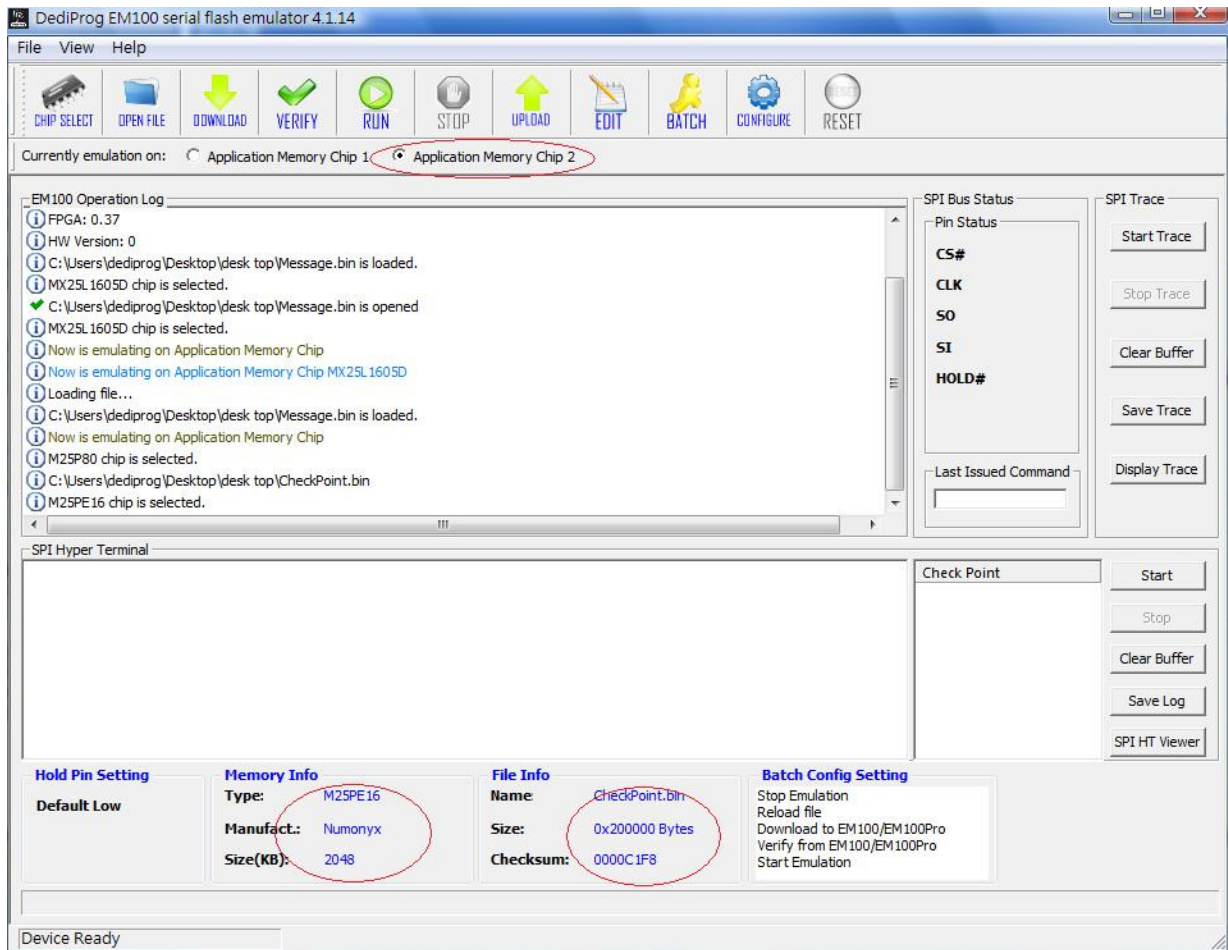 DediProg EM100 serial flash emulator 4.1.14
File View Help
CHIP SELECT OPEN FILE DOWNLOAD VERIFY RUN STOP UPLOAD EDIT BATCH CONFIGURE RESET
Currently emulation on: Application Memory Chip 1 Application Memory Chip 2
EM100 Operation Log
FPGA: 0.37
HW Version: 0
C:\Users\dediprog\Desktop\desk top\Message.bin is loaded.
MX25L1605D chip is selected.
C:\Users\dediprog\Desktop\desk top\Message.bin is opened
MX25L1605D chip is selected.
Now is emulating on Application Memory Chip
Now is emulating on Application Memory Chip MX25L1605D
Loading file...
C:\Users\dediprog\Desktop\desk top\Message.bin is loaded.
Now is emulating on Application Memory Chip
M25P80 chip is selected.
C:\Users\dediprog\Desktop\desk top\CheckPoint.bin
M25PE16 chip is selected.
SPI Bus Status
Pin Status
CS#
CLK
SO
SI
HOLD#
Last Issued Command
SPI Trace
Start Trace
Stop Trace
Clear Buffer
Save Trace
Display Trace
SPI Hyper Terminal
Check Point
Start
Stop
Clear Buffer
Save Log
SPI HT Viewer
Hold Pin Setting
Default Low
Memory Info
Type: M25PE16
Manufact.: Numonyx
Size(KB): 2048
File Info
Name: CheckPoint.bin
Size: 0x200000 Bytes
Checksum: 0000C1F8
Batch Config Setting
Stop Emulation
Reload file
Download to EM100/EM100Pro
Verify from EM100/EM100Pro
Start Emulation
Device Ready